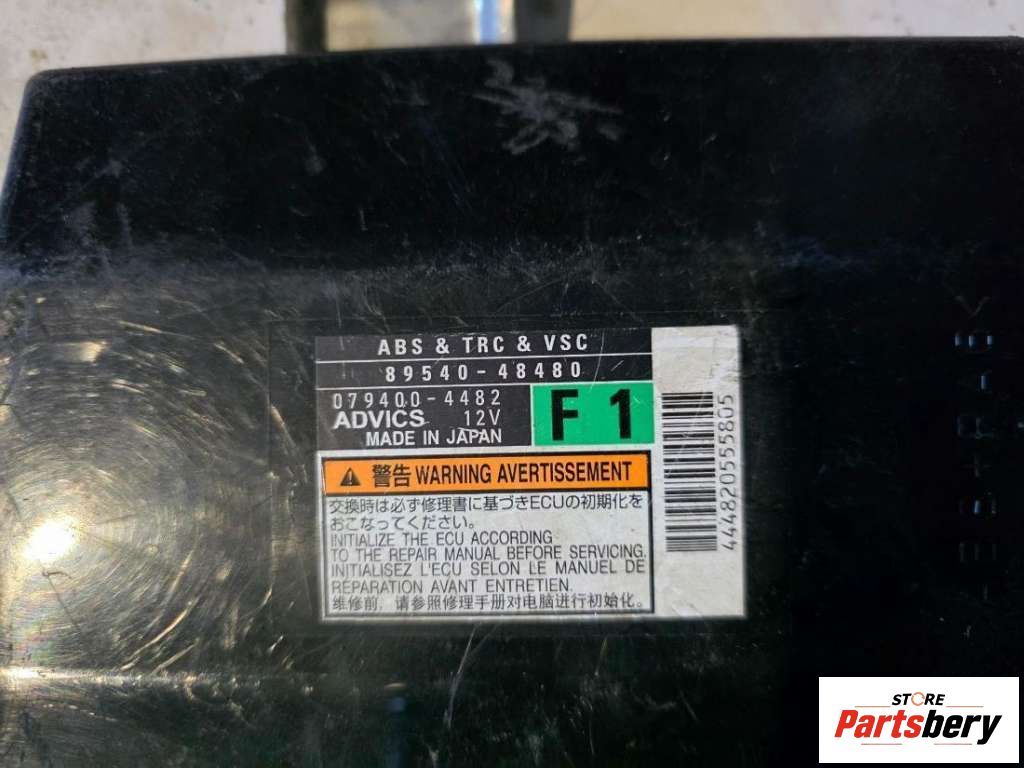 ABS & TRC & VSC
89540-48480
079400-4482
ADVICS 12V
MADE IN JAPAN
F1
警告 WARNING AVERTISSEMENT
交換時は必ず修理書に基づきECUの初期化を
おこなってください。
INITIALIZE THE ECU ACCORDING
TO THE REPAIR MANUAL BEFORE SERVICING.
INITIALISEZ L'ECU SELON LE MANUEL DE
RÉPARATION AVANT ENTRETIEN.
维修前，请参照修理手册对电脑进行初始化。
444820555805
STORE
Partsbery